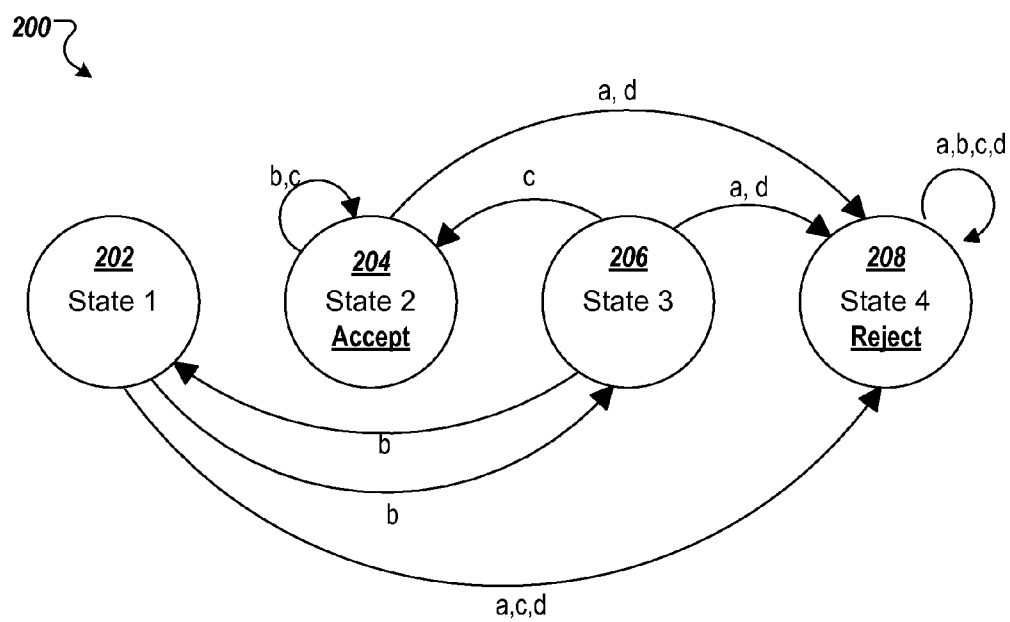 200
a, d
a,b,c,d
b,c
c
a, d
202
State 1
204
State 2
Accept
206
State 3
208
State 4
Reject
b
b
a,c,d